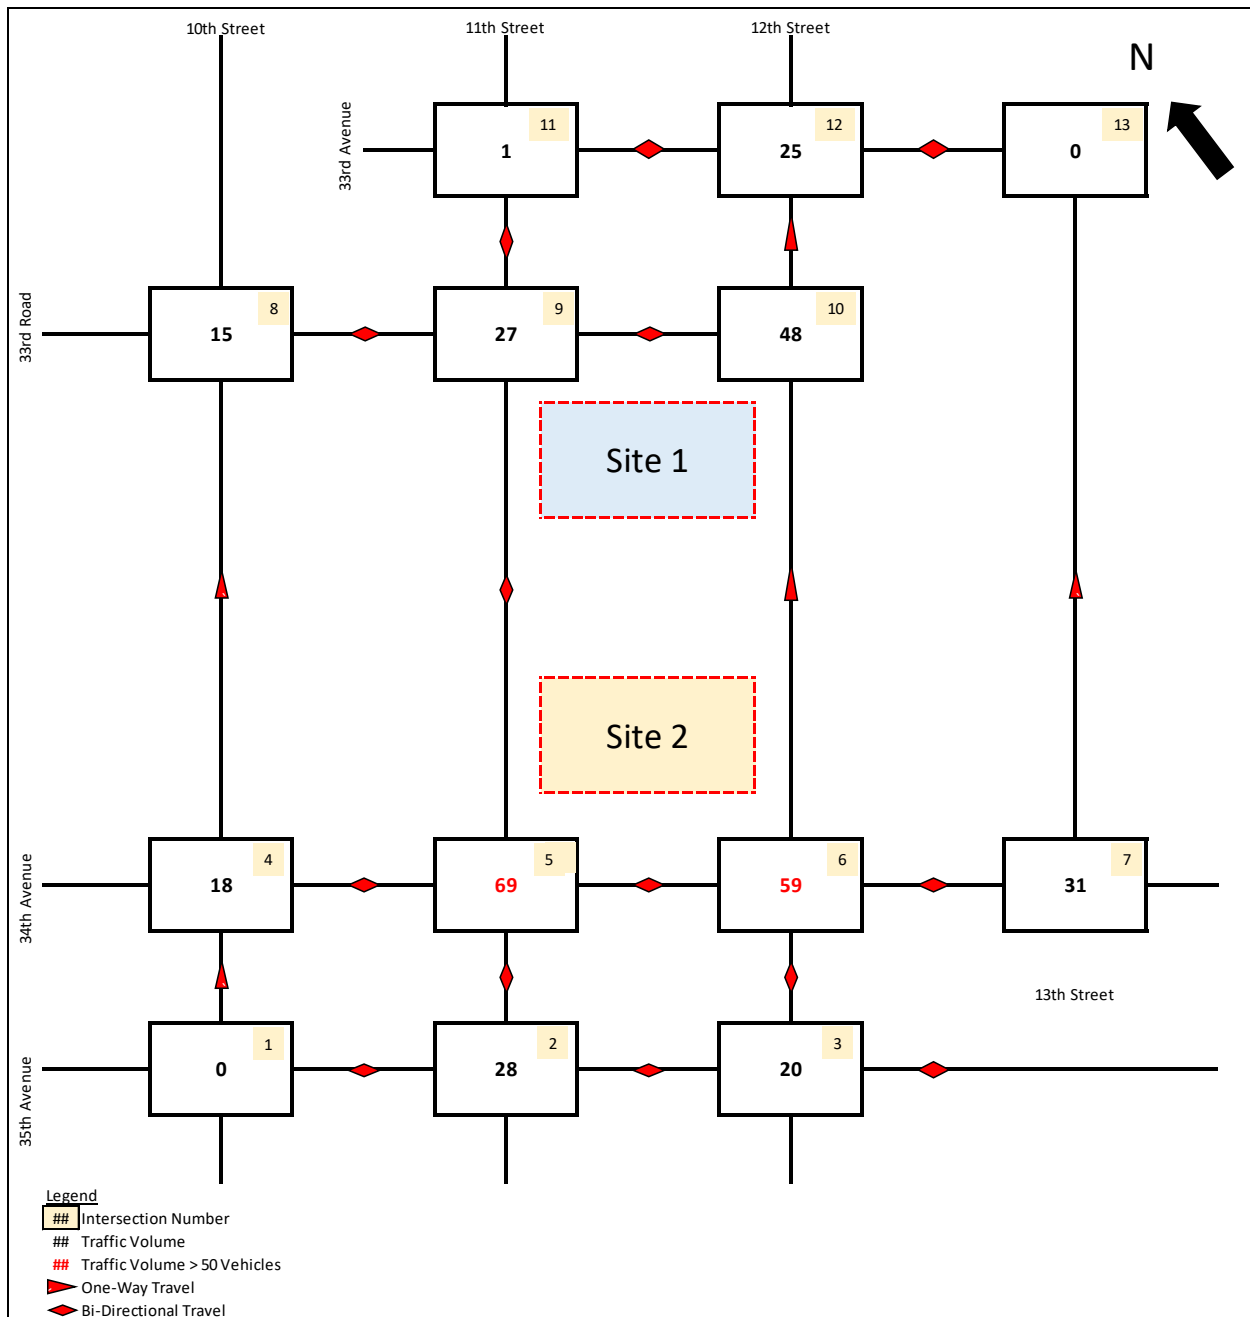 10th Street
11th Street
12th Street
N
33rd Avenue
11
1
12
25
13
0
33rd Road
8
15
9
27
10
48
Site 1
Site 2
34th Avenue
4
18
5
69
6
59
7
31
13th Street
35th Avenue
1
0
2
28
3
20
Legend
## Intersection Number
## Traffic Volume
## Traffic Volume > 50 Vehicles
One-Way Travel
Bi-Directional Travel